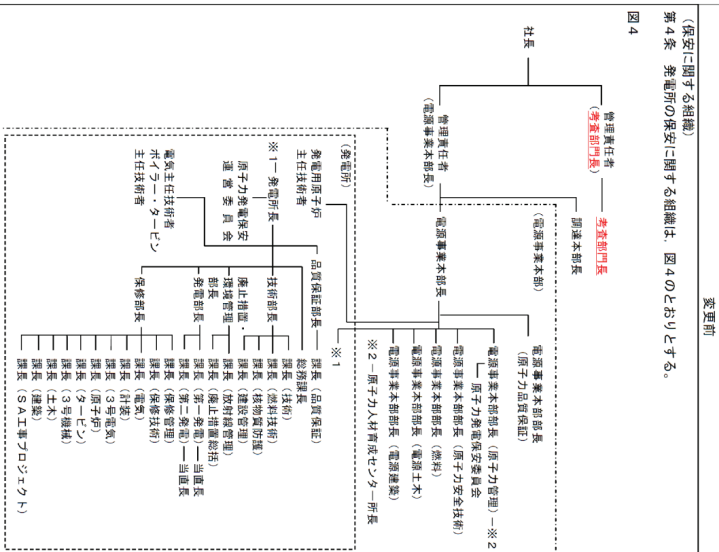 変更前
（保安に関する組織）
第４条　発電所の保安に関する組織は，図４のとおりとする。
図４
社長
管理責任者
（考査部門長）
考査部門長
管理責任者
（電源事業本部長）
調達本部長
（電源事業本部）
電源事業本部長
電源事業本部部長
（原子力品質保証）
電源事業本部部長（原子力管理）－※２
原子力発電保安委員会
電源事業本部部長（原子力安全技術）
電源事業本部部長（燃料）
電源事業本部部長（電源土木）
電源事業本部部長（電源建築）
※２－原子力人材育成センター所長
※１
（発電所）
発電用原子炉
主任技術者
※１－発電所長
原子力発電保安
運営委員会
電気主任技術者
ボイラー・タービン
主任技術者
品質保証部長
課長（品質保証）
総務課長
技術部長
課長（技術）
課長（燃料技術）
課長（核物質防護）
課長（建設管理）
廃止措置・
環境管理
部長
課長（放射線管理）
課長（廃止措置総括）
発電部長
課長（第一発電）――当直長
課長（第二発電）――当直長
保修部長
課長（保修管理）
課長（保修技術）
課長（電気）
課長（計装）
課長（３号電気）
課長（原子炉）
課長（タービン）
課長（３号機械）
課長（土木）
課長（建築）
課長（ＳＡ工事プロジェクト）